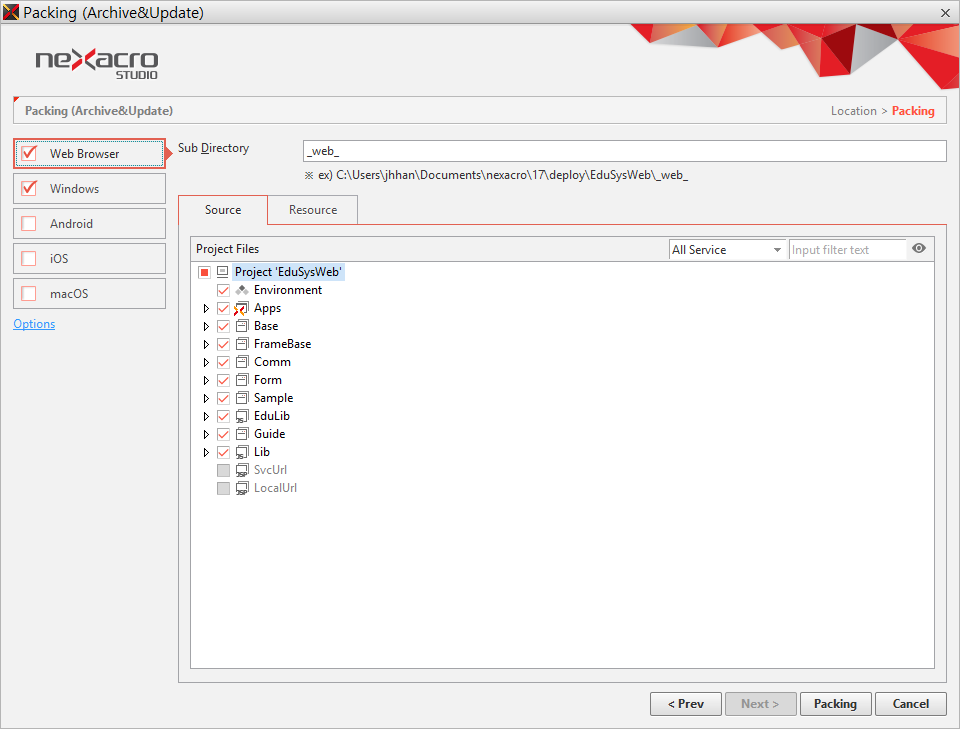 Packing (Archive&Update)
nexacro
STUDIO
Packing (Archive&Update)
Location > Packing
Web Browser
Windows
Android
iOS
macOS
Options
Sub Directory
_web_
※ ex) C:\Users\jhhan\Documents\nexacro\17\deploy\EduSysWeb\_web_
Source Resource
Project Files
All Service
Input filter text
Project 'EduSysWeb'
Environment
Apps
Base
FrameBase
Comm
Form
Sample
EduLib
Guide
Lib
SvcUrl
LocalUrl
< Prev Next > Packing Cancel